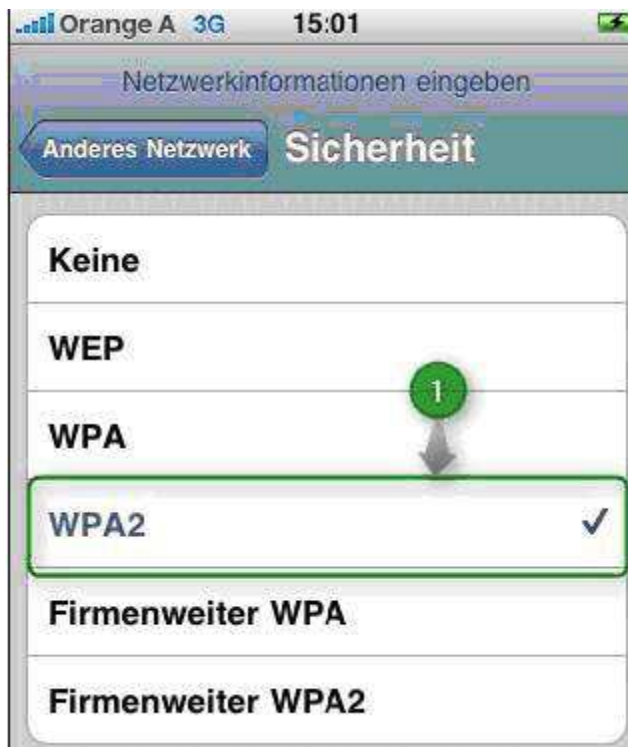 Orange A 3G 15:01
Netzwerkinformationen eingeben
Anderes Netzwerk Sicherheit
Keine
WEP
1
WPA
WPA2
Firmenweiter WPA
Firmenweiter WPA2